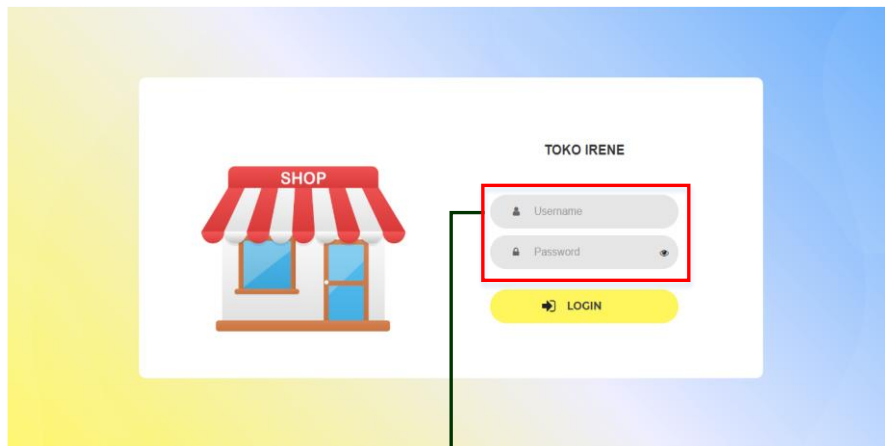 TOKO IRENE
SHOP
Username
Password
LOGIN